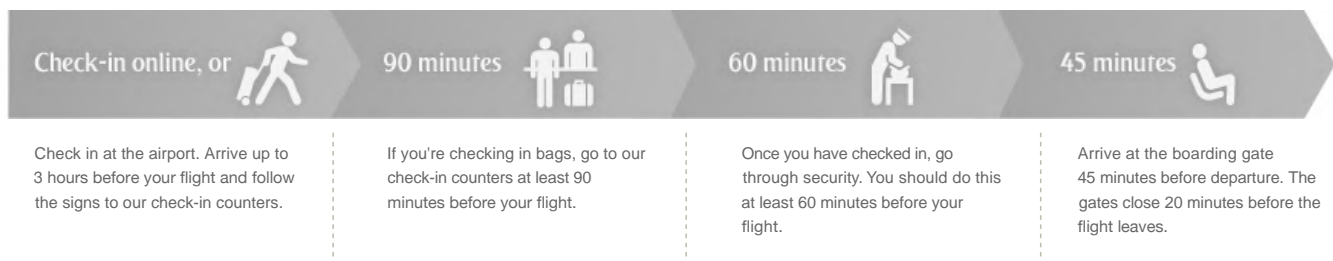 Check-in online, or
90 minutes
60 minutes
45 minutes
Check in at the airport. Arrive up to
3 hours before your flight and follow
the signs to our check-in counters.
If you're checking in bags, go to our
check-in counters at least 90
minutes before your flight.
Once you have checked in, go
through security. You should do this
at least 60 minutes before your
flight.
Arrive at the boarding gate
45 minutes before departure. The
gates close 20 minutes before the
flight leaves.